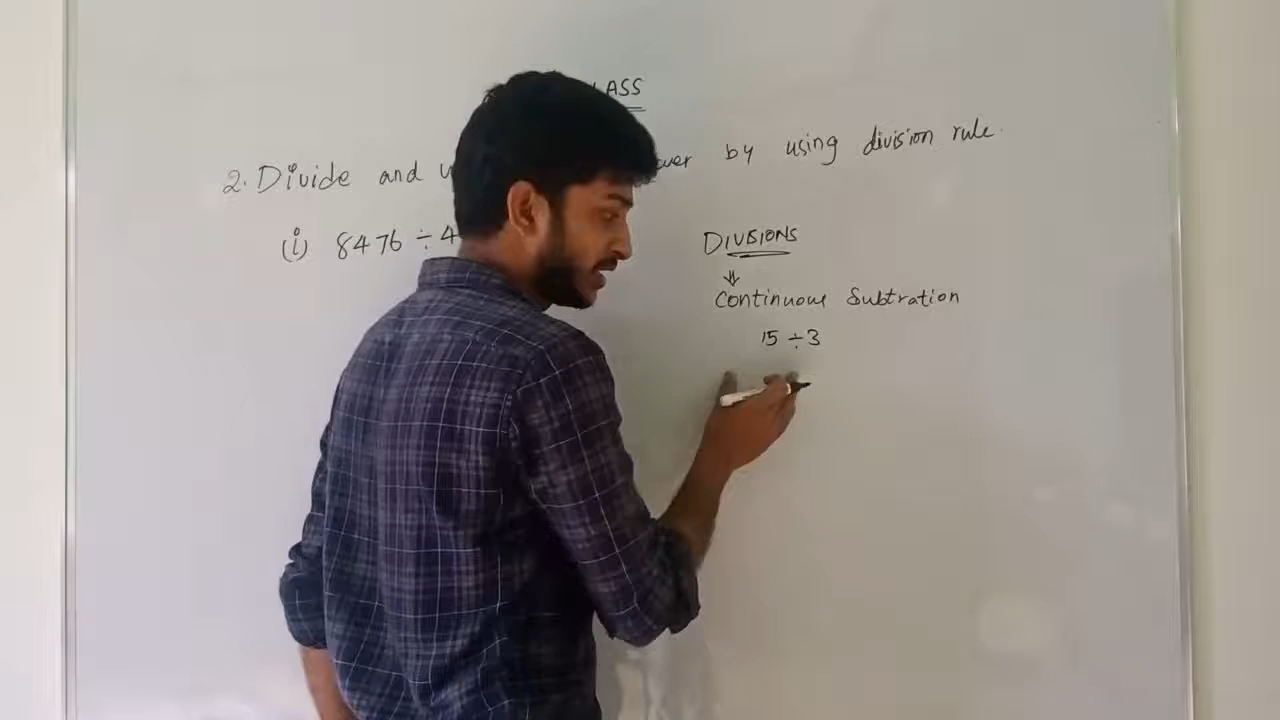 LASS
2. Divide and by using division rule.
(i) 8476 ÷ 4
DIVISIONS
⇓
Continuous Subtration
15 ÷ 3